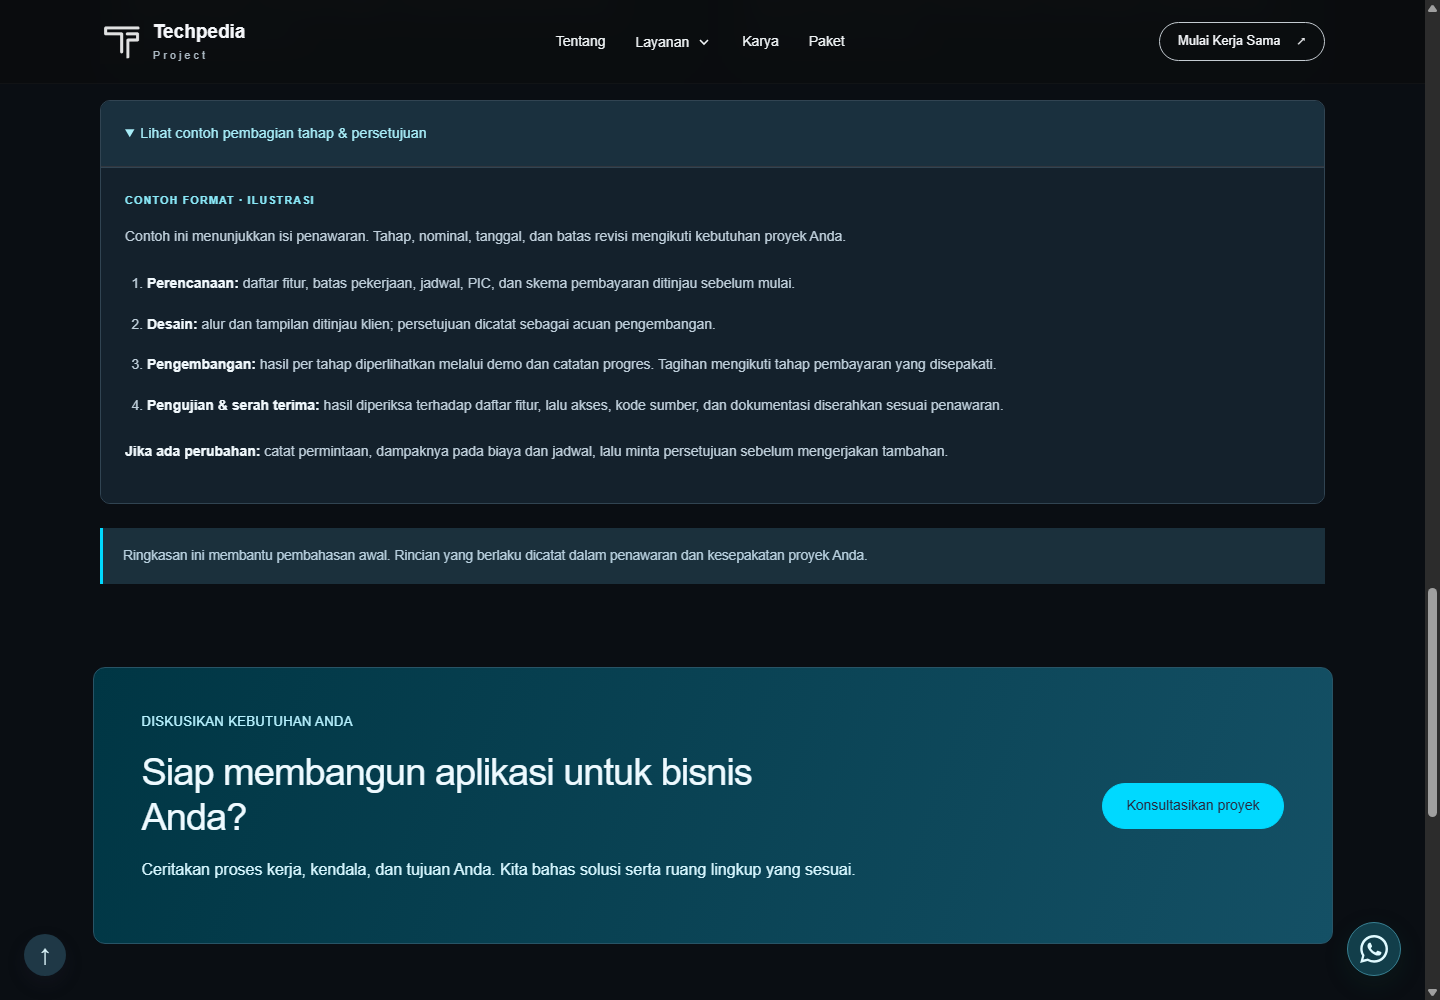 Techpedia
Project
Tentang
Layanan
Karya
Paket
Mulai Kerja Sama ↗
▼ Lihat contoh pembagian tahap & persetujuan
CONTOH FORMAT · ILUSTRASI
Contoh ini menunjukkan isi penawaran. Tahap, nominal, tanggal, dan batas revisi mengikuti kebutuhan proyek Anda.
1. Perencanaan: daftar fitur, batas pekerjaan, jadwal, PIC, dan skema pembayaran ditinjau sebelum mulai.
2. Desain: alur dan tampilan ditinjau klien; persetujuan dicatat sebagai acuan pengembangan.
3. Pengembangan: hasil per tahap diperlihatkan melalui demo dan catatan progres. Tagihan mengikuti tahap pembayaran yang disepakati.
4. Pengujian & serah terima: hasil diperiksa terhadap daftar fitur, lalu akses, kode sumber, dan dokumentasi diserahkan sesuai penawaran.
Jika ada perubahan: catat permintaan, dampaknya pada biaya dan jadwal, lalu minta persetujuan sebelum mengerjakan tambahan.
Ringkasan ini membantu pembahasan awal. Rincian yang berlaku dicatat dalam penawaran dan kesepakatan proyek Anda.
DISKUSIKAN KEBUTUHAN ANDA
Siap membangun aplikasi untuk bisnis
Anda?
Ceritakan proses kerja, kendala, dan tujuan Anda. Kita bahas solusi serta ruang lingkup yang sesuai.
Konsultasikan proyek
↑